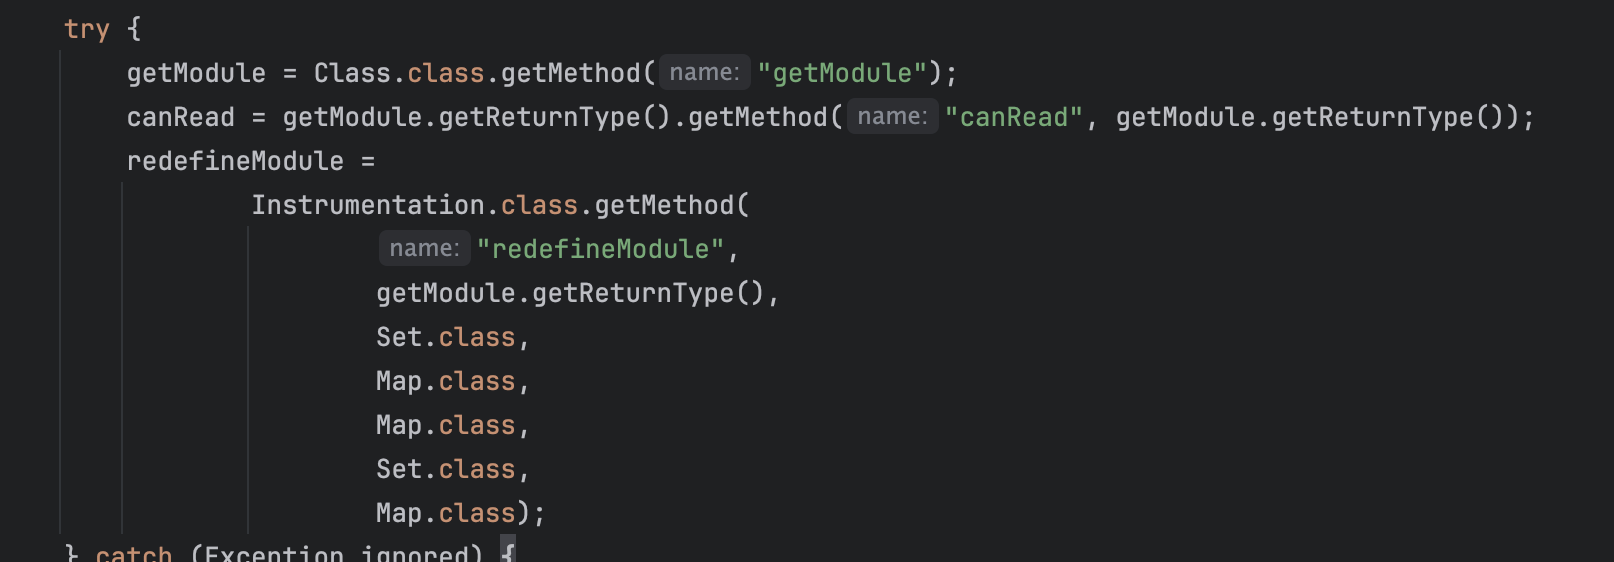 try {
getModule = Class.class.getMethod( name: "getModule");
canRead = getModule.getReturnType().getMethod( name: "canRead", getModule.getReturnType());
redefineModule =
Instrumentation.class.getMethod(
name: "redefineModule",
getModule.getReturnType(),
Set.class,
Map.class,
Map.class,
Set.class,
Map.class);
} catch (Exception ignored) {